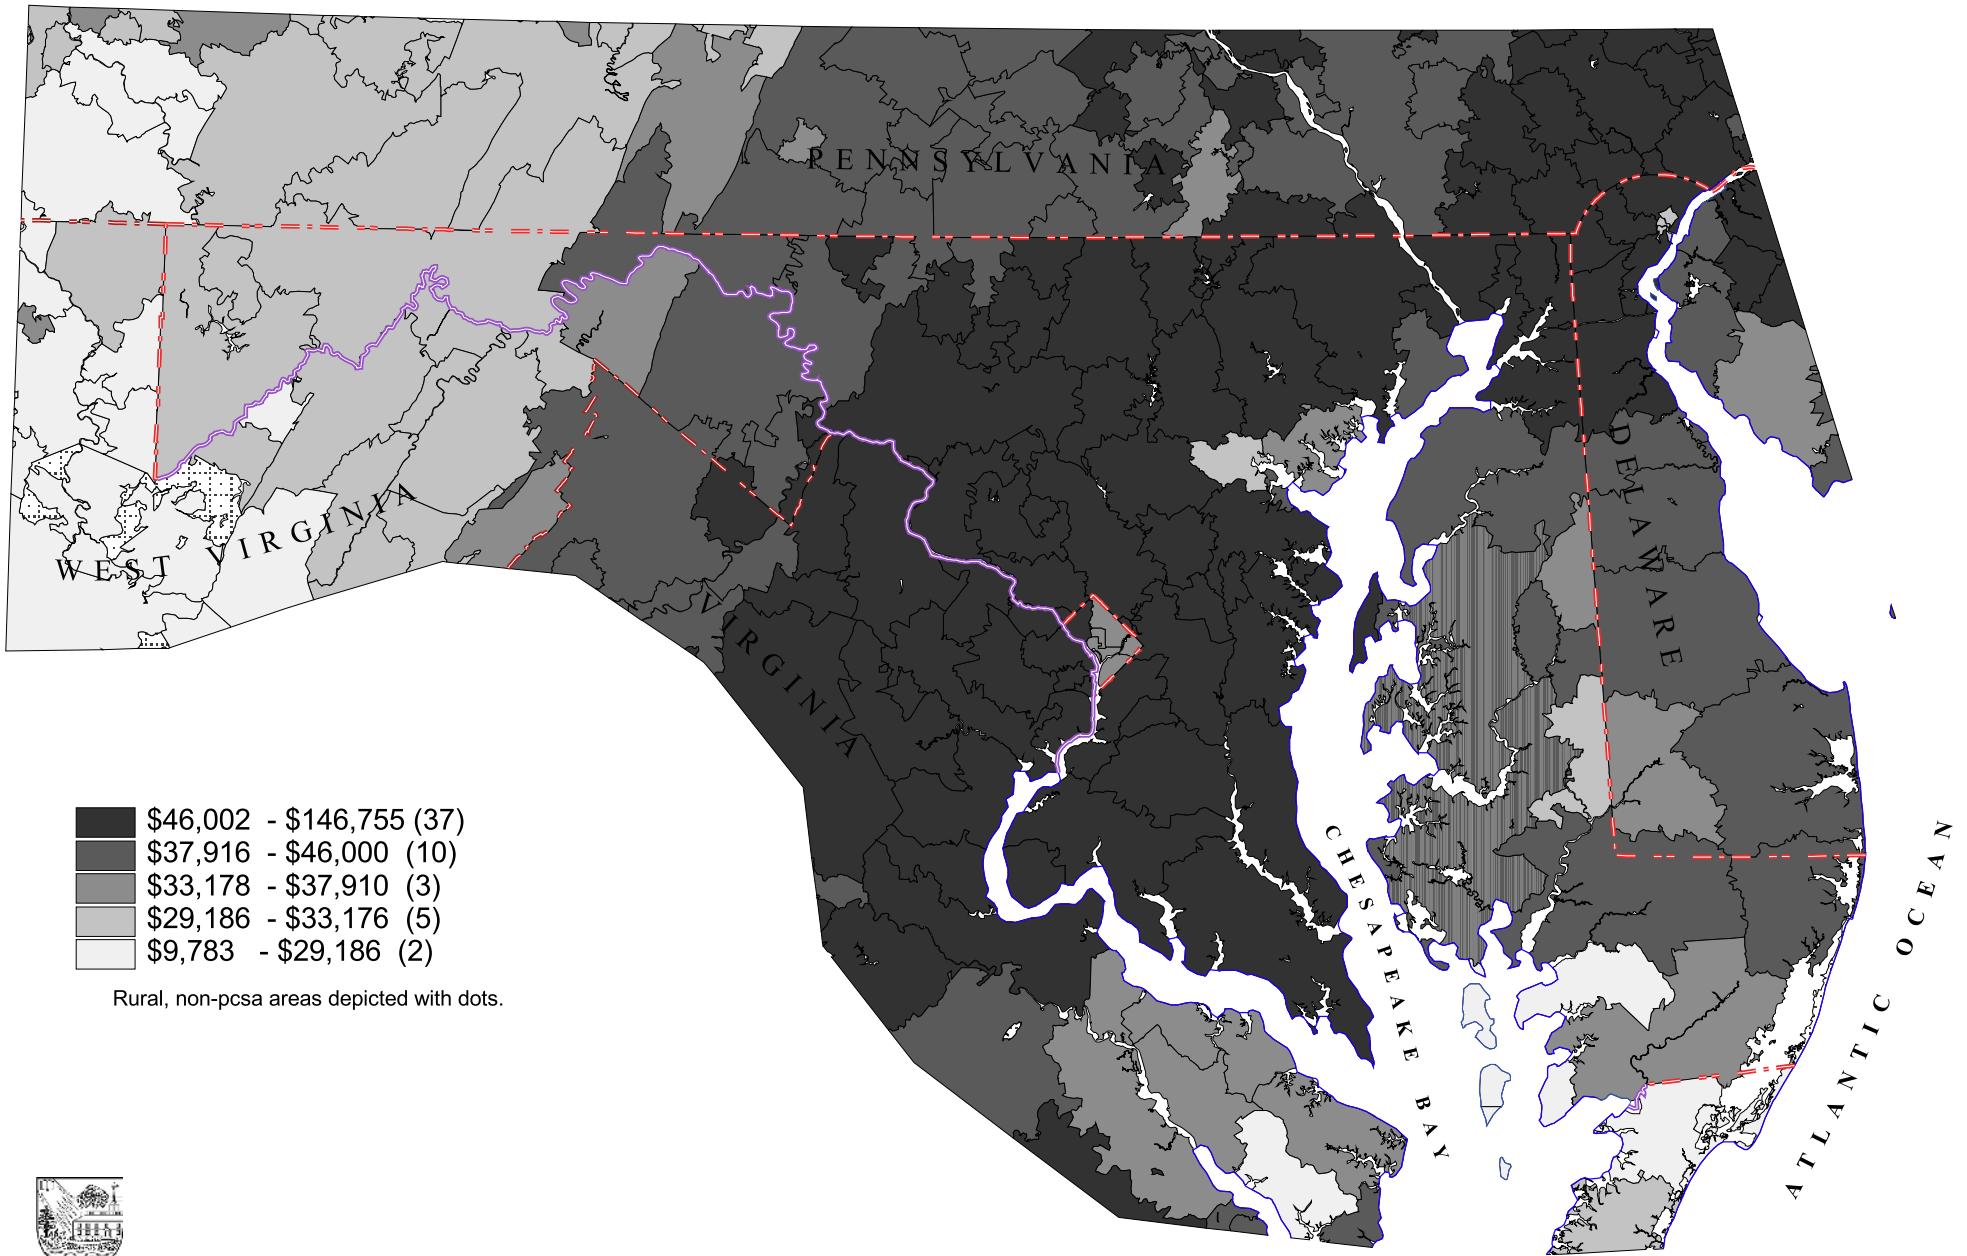 PENNSYLVANIA
DELAWARE
WEST VIRGINIA
VIRGINIA
$46,002 - $146,755 (37)
$37,916 - $46,000 (10)
$33,178 - $37,910 (3)
$29,186 - $33,176 (5)
$9,783 - $29,186 (2)
Rural, non-pcsa areas depicted with dots.
CHESAPEAKE BAY
ATLANTIC OCEAN